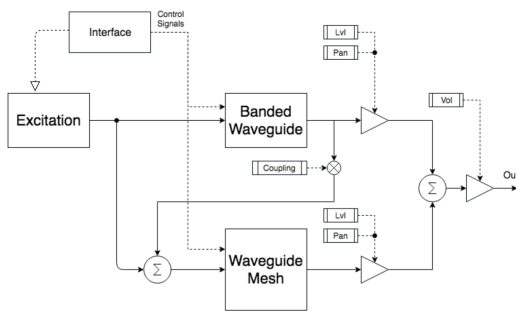 Control
Signals
Interface
Lvl
Pan
Excitation
Banded
Waveguide
Vol
Coupling
Σ
Ou
Lvl
Pan
Σ
Waveguide
Mesh